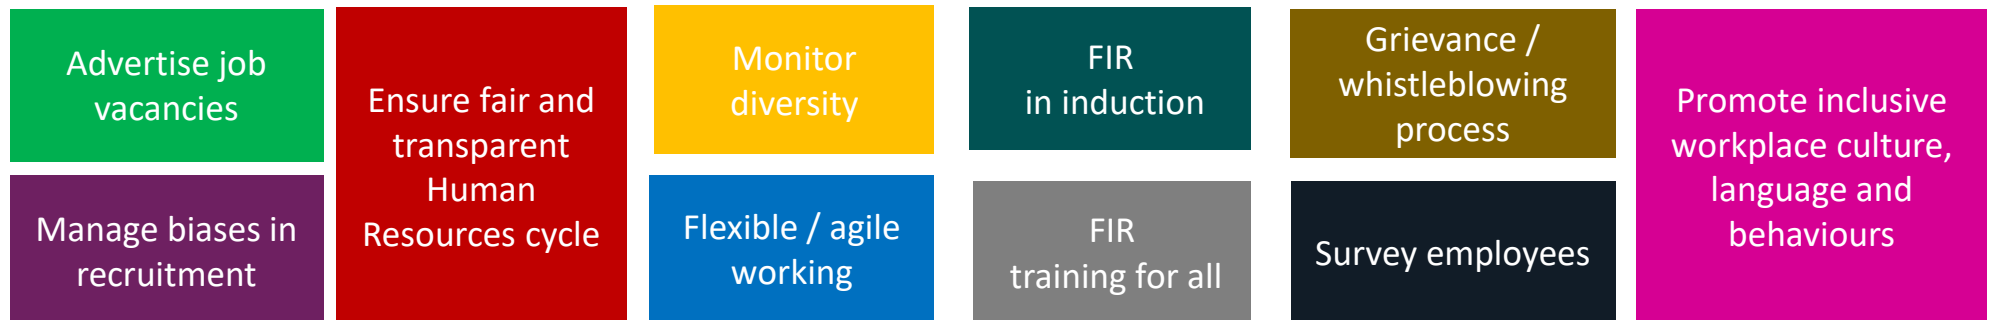 Advertise job
vacancies
Manage biases in
recruitment
Ensure fair and
transparent
Human
Resources cycle
Monitor
diversity
Flexible / agile
working
FIR
in induction
FIR
training for all
Grievance /
whistleblowing
process
Survey employees
Promote inclusive
workplace culture,
language and
behaviours